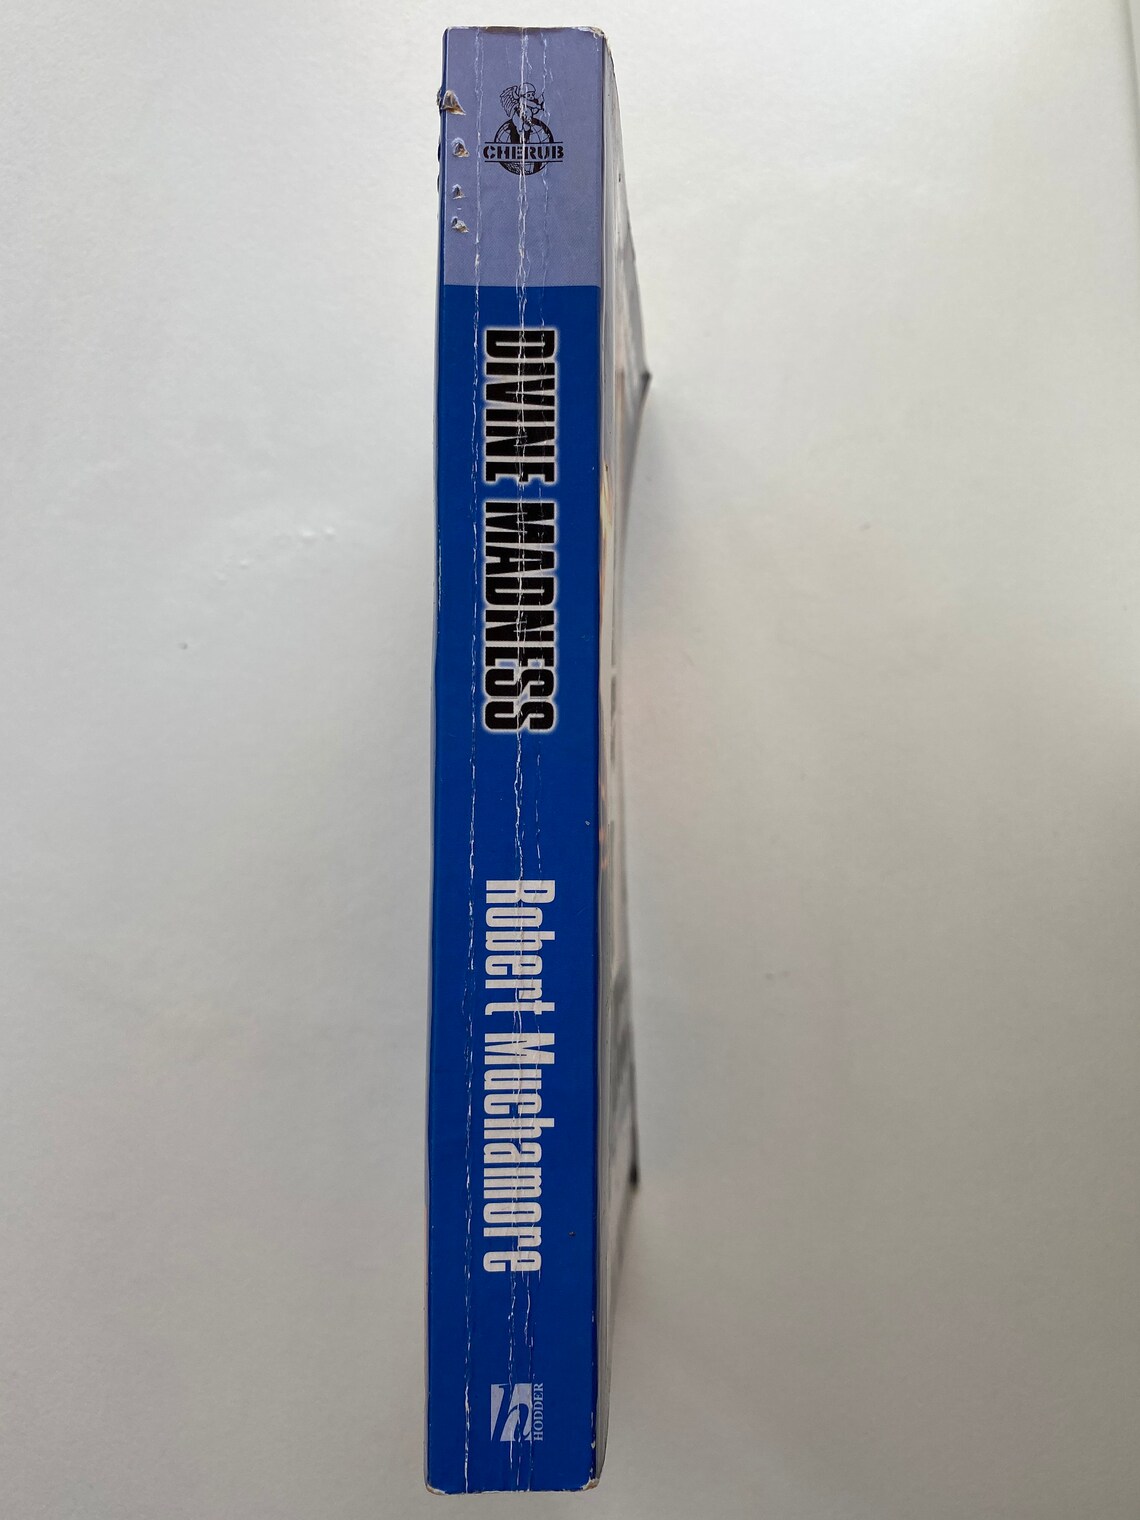 CHERUB
DIVINE MADNESS
Robert Muchamore
h
HODDER